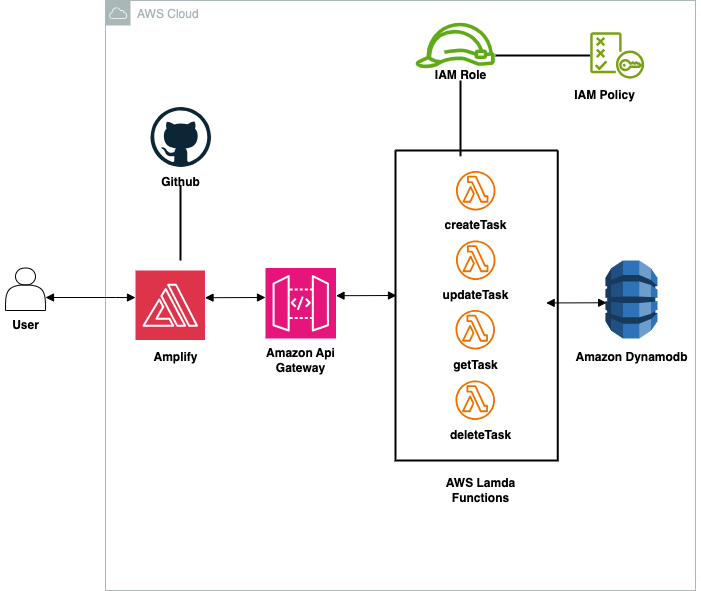 AWS Cloud
IAM Role
IAM Policy
Github
createTask
updateTask
getTask
deleteTask
User
Amplify
Amazon Api
Gateway
</>
Amazon Dynamodb
AWS Lamda
Functions